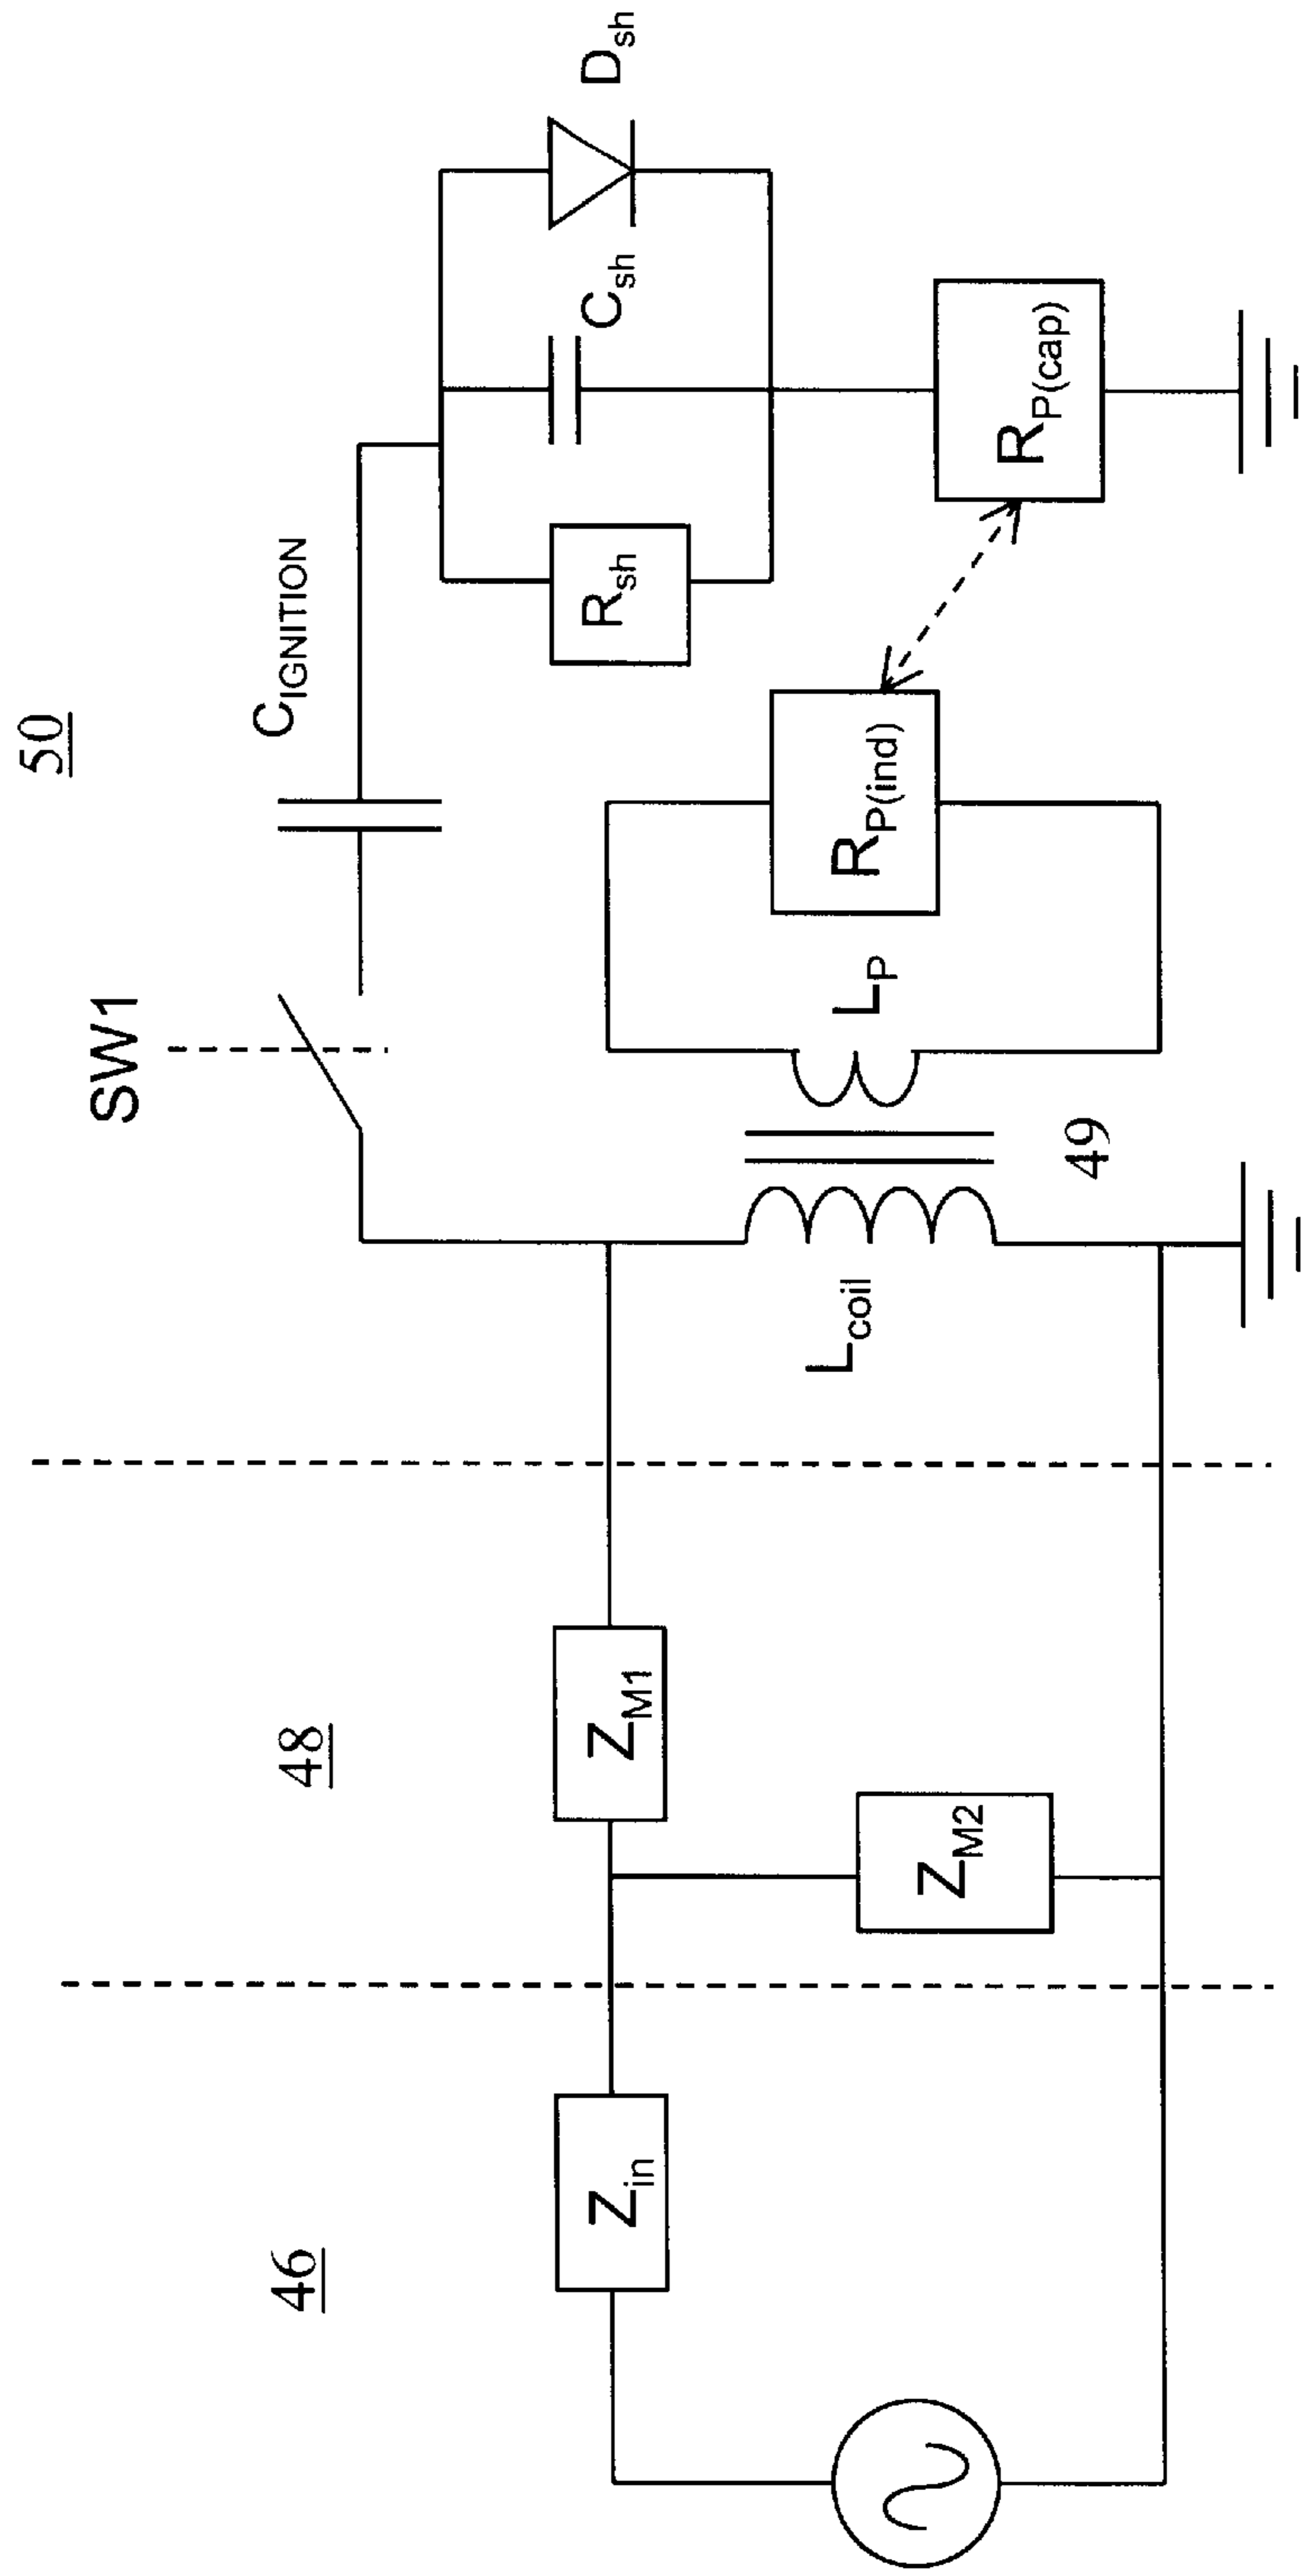 46
48
50
Z_in
Z_M1
Z_M2
SW1
C_IGNITION
L_coil
49
L_P
R_P(ind)
R_sh
C_sh
D_sh
R_P(cap)